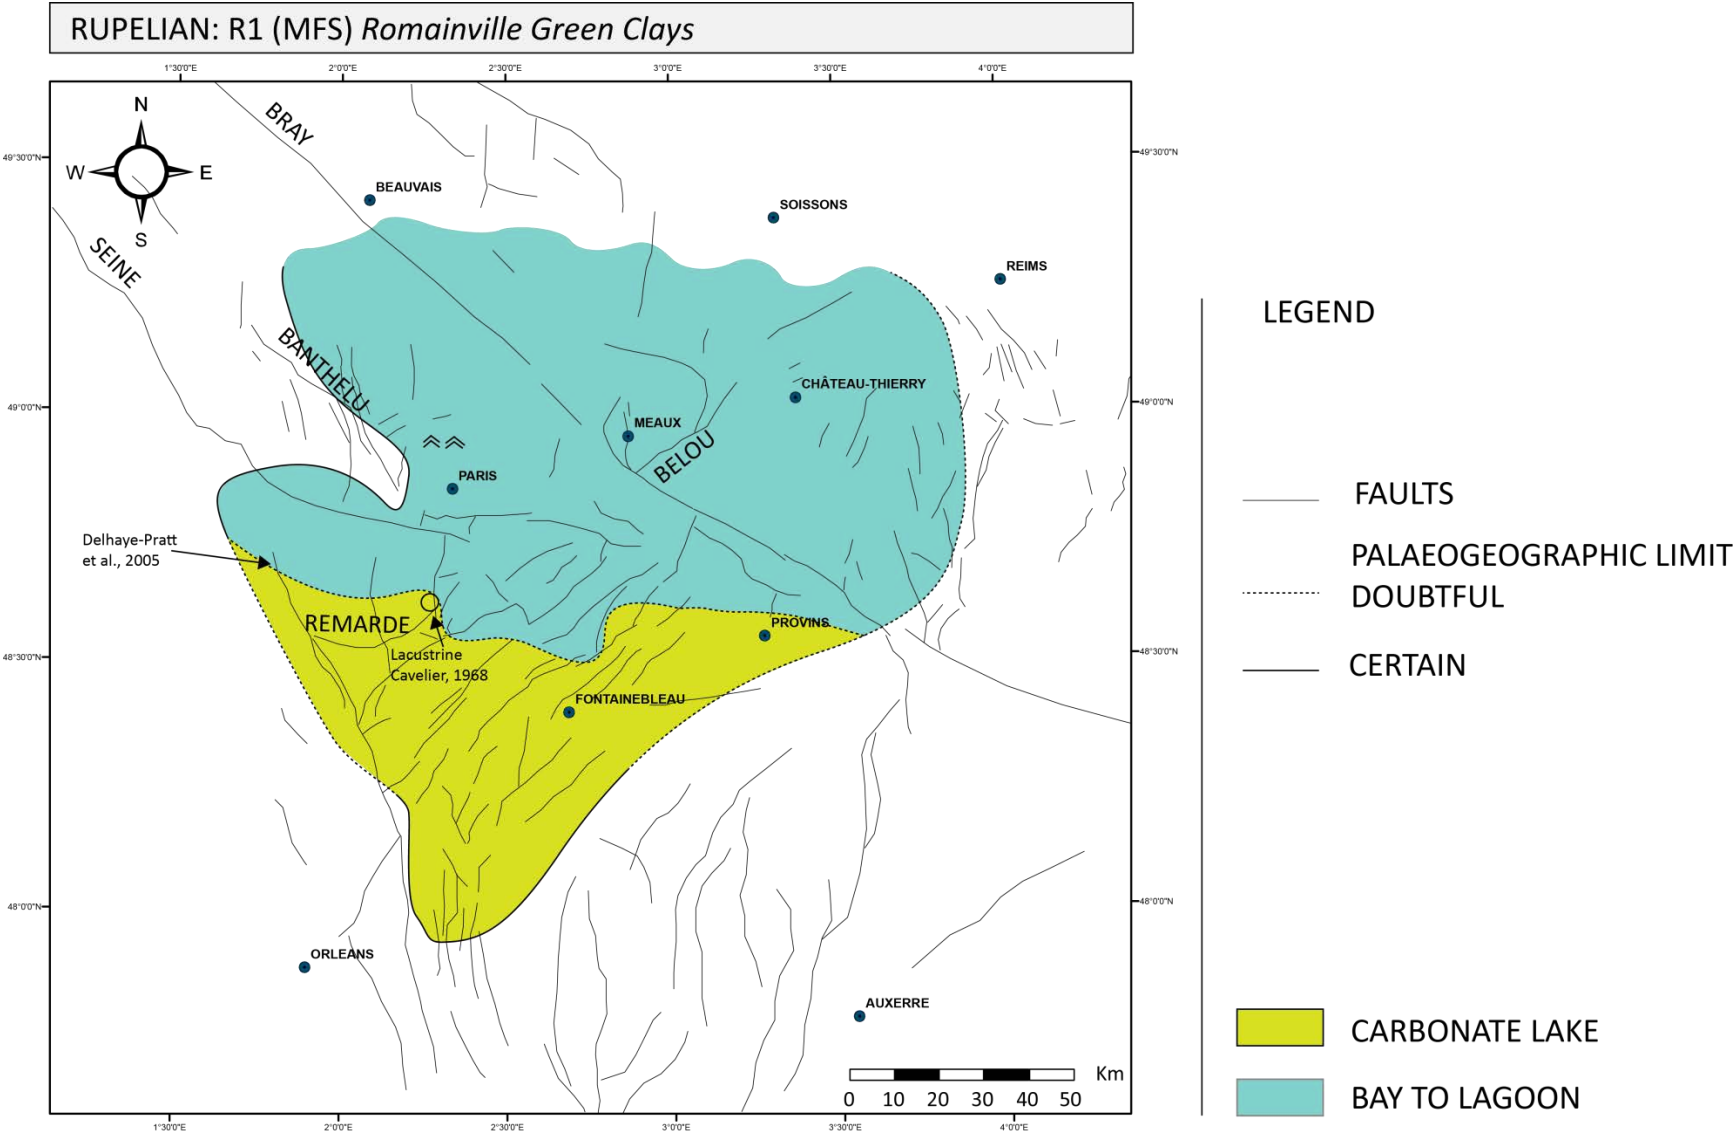 RUPELIAN: R1 (MFS) Romainville Green Clays
1°30'0"E 2°0'0"E 2°30'0"E 3°0'0"E 3°30'0"E 4°0'0"E
N
W E
S
49°30'0"N
49°30'0"N
BRAY
BEAUVAIS
SOISSONS
SEINE
REIMS
LEGEND
BANTHELU
CHÂTEAU-THIERRY
49°0'0"N
49°0'0"N
MEAUX
BELOU
PARIS
FAULTS
Delhaye-Pratt
et al., 2005
PALAEOGEOGRAPHIC LIMIT
DOUBTFUL
REMARDE
PROVINS
Lacustrine
Cavelier, 1968
48°30'0"N
48°30'0"N
CERTAIN
FONTAINEBLEAU
48°0'0"N
48°0'0"N
ORLEANS
AUXERRE
CARBONATE LAKE
Km
0 10 20 30 40 50
BAY TO LAGOON
1°30'0"E 2°0'0"E 2°30'0"E 3°0'0"E 3°30'0"E 4°0'0"E